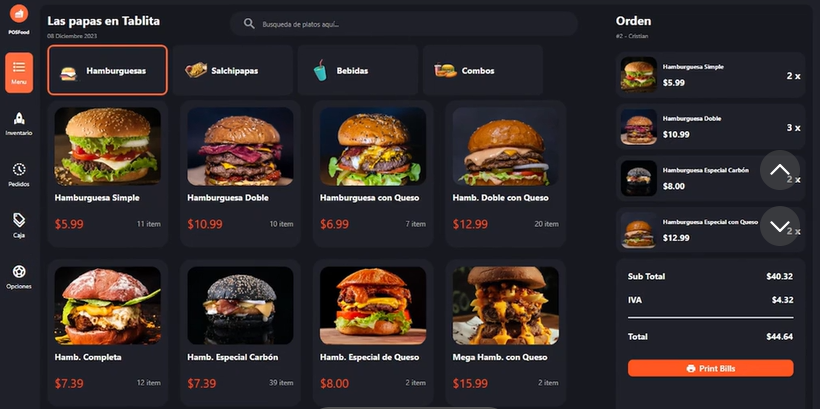 POSFood
Menu
Inventario
Pedidos
Caja
Opciones
Las papas en Tablita
08 Diciembre 2023
Busqueda de platos aquí...
Hamburguesas
Salchipapas
Bebidas
Combos
Hamburguesa Simple
$5.99
11 item
Hamburguesa Doble
$10.99
10 item
Hamburguesa con Queso
$6.99
7 item
Hamb. Doble con Queso
$12.99
20 item
Hamb. Completa
$7.39
12 item
Hamb. Especial Carbón
$7.39
39 item
Hamb. Especial de Queso
$8.00
2 item
Mega Hamb. con Queso
$15.99
2 item
Orden
#2 - Cristian
Hamburguesa Simple
$5.99
2 x
Hamburguesa Doble
$10.99
3 x
Hamburguesa Especial Carbón
$8.00
2 x
Hamburguesa Especial con Queso
$12.99
2 x
Sub Total
$40.32
IVA
$4.32
Total
$44.64
Print Bills